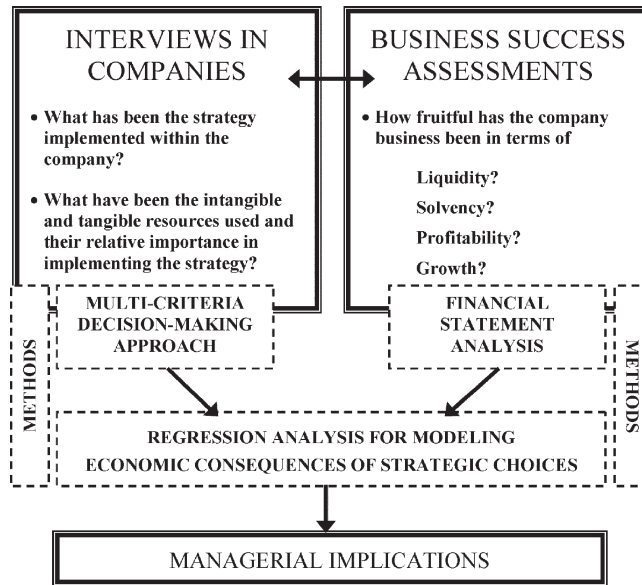 INTERVIEWS IN
COMPANIES
• What has been the strategy
implemented within the
company?
• What have been the intangible
and tangible resources used and
their relative importance in
implementing the strategy?
BUSINESS SUCCESS
ASSESSMENTS
• How fruitful has the company
business been in terms of
Liquidity?
Solvency?
Profitability?
Growth?
METHODS
MULTI-CRITERIA
DECISION-MAKING
APPROACH
FINANCIAL
STATEMENT
ANALYSIS
METHODS
REGRESSION ANALYSIS FOR MODELING
ECONOMIC CONSEQUENCES OF STRATEGIC CHOICES
MANAGERIAL IMPLICATIONS